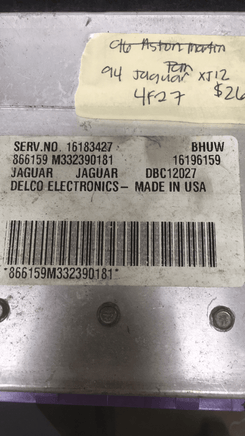 96 Aston Martin
94 Jaguar XJ12
4F27 $26
SERV.NO. 16183427 BHUW
866159 M332390181 16196159
JAGUAR JAGUAR DBC12027
DELCO ELECTRONICS- MADE IN USA
*866159M332390181*